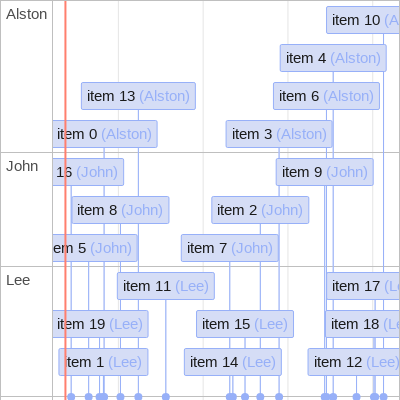 Alston
item 10 (A
item 4 (Alston)
item 13 (Alston)
item 6 (Alston)
item 0 (Alston)
item 3 (Alston)
John
16 (John)
item 9 (John)
item 8 (John)
item 2 (John)
em 5 (John)
item 7 (John)
Lee
item 11 (Lee)
item 17 (Le
item 19 (Lee)
item 15 (Lee)
item 18 (L
item 1 (Lee)
item 14 (Lee)
item 12 (Lee)